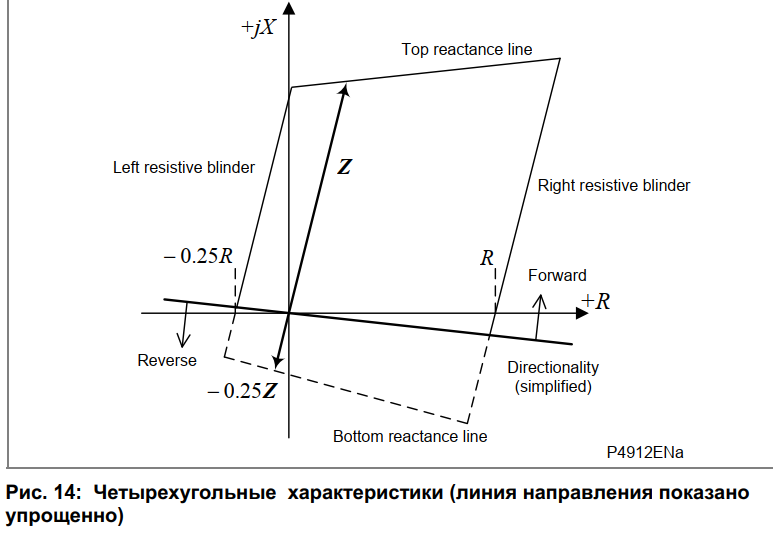 +jX
Top reactance line
Left resistive blinder
Z
Right resistive blinder
– 0.25R
R
Forward
+R
Reverse
Directionality
(simplified)
– 0.25Z
Bottom reactance line
P4912ENa
Рис. 14: Четырехугольные характеристики (линия направления показано
упрощенно)